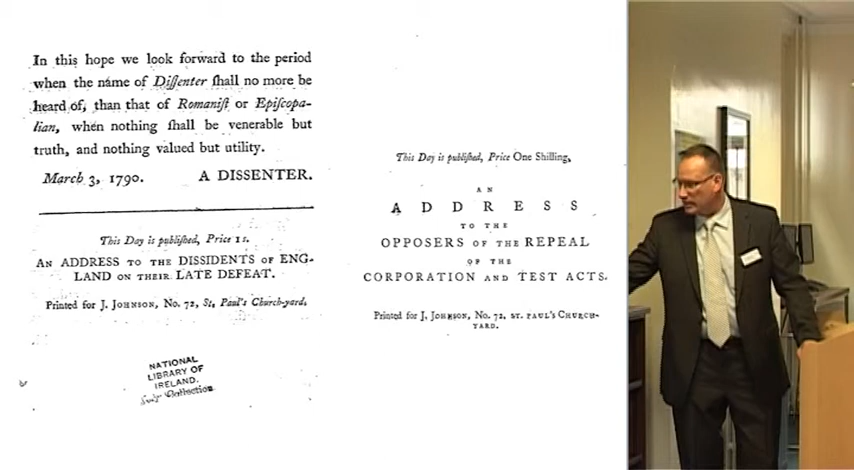 In this hope we look forward to the period
when the name of Diſſenter ſhall no more be
heard of, than that of Romaniſt or Epiſcopa-
lian, when nothing ſhall be venerable but
truth, and nothing valued but utility.
March 3, 1790. A DISSENTER.
This Day is publiſhed, Price 1s.
AN ADDRESS TO THE DISSIDENTS OF ENG-
LAND ON THEIR LATE DEFEAT.
Printed for J. JOHNSON, No. 72, St. Paul's Church-yard.
NATIONAL
LIBRARY OF
IRELAND.
Collection
This Day is publiſhed, Price One Shilling,
AN
ADDRESS
TO THE
OPPOSERS OF THE REPEAL
OF THE
CORPORATION AND TEST ACTS.
Printed for J. JOHNSON, No. 72, ST. PAUL'S CHURCH-
YARD.